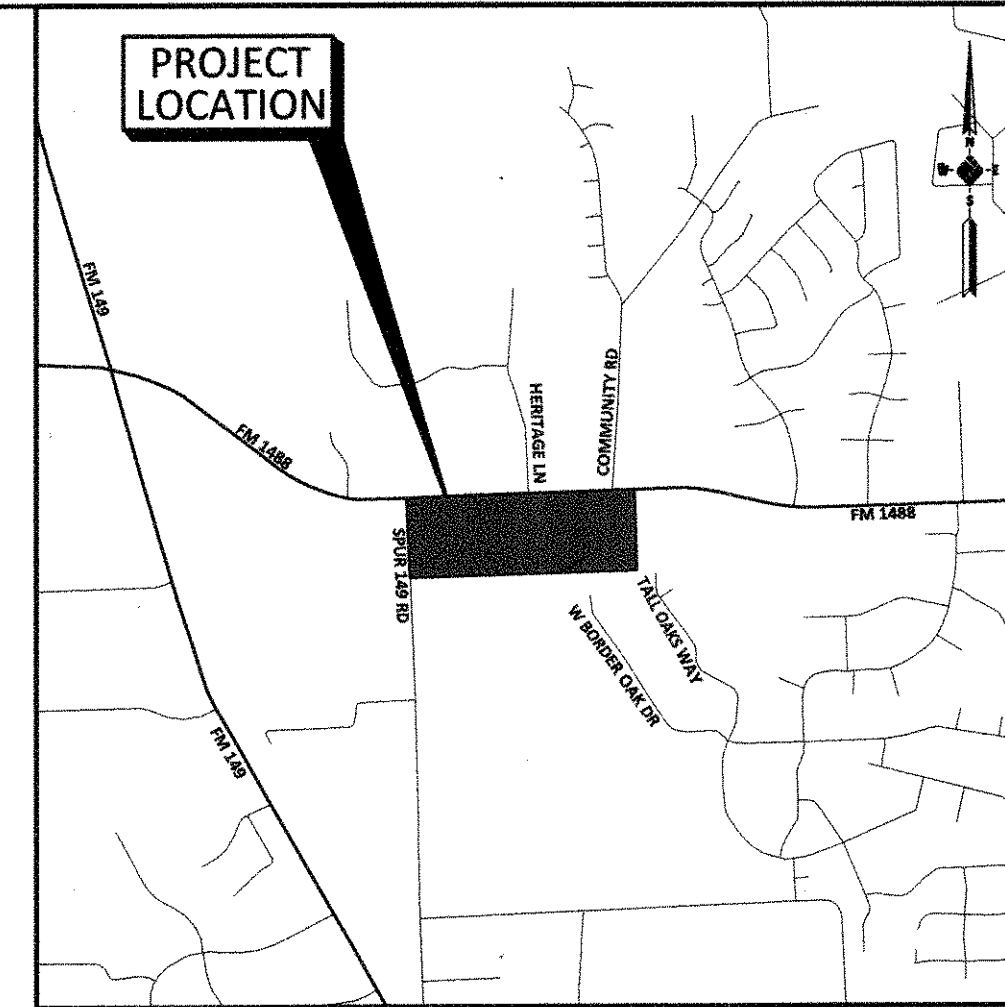 PROJECT
LOCATION
N
W
E
S
FM 149
FM 1488
HERITAGE LN
COMMUNITY RD
FM 1488
SPUR 149 RD
TALL OAKS WAY
W BORDER OAK DR
FM 149